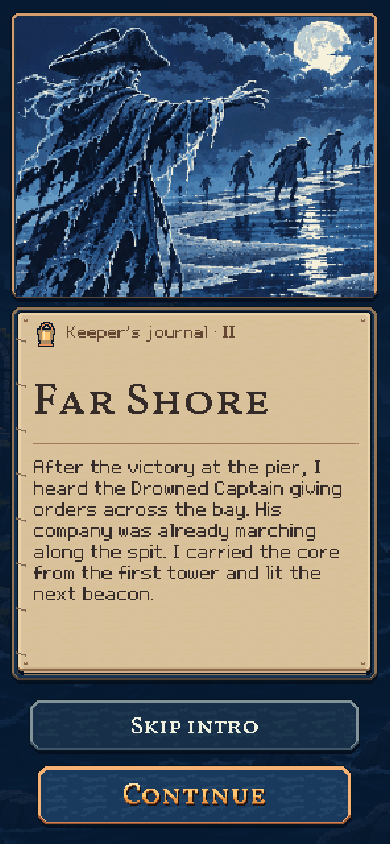 Keeper's journal · II
FAR SHORE
After the victory at the pier, I
heard the Drowned Captain giving
orders across the bay. His
company was already marching
along the spit. I carried the core
from the first tower and lit the
next beacon.
SKIP INTRO
CONTINUE